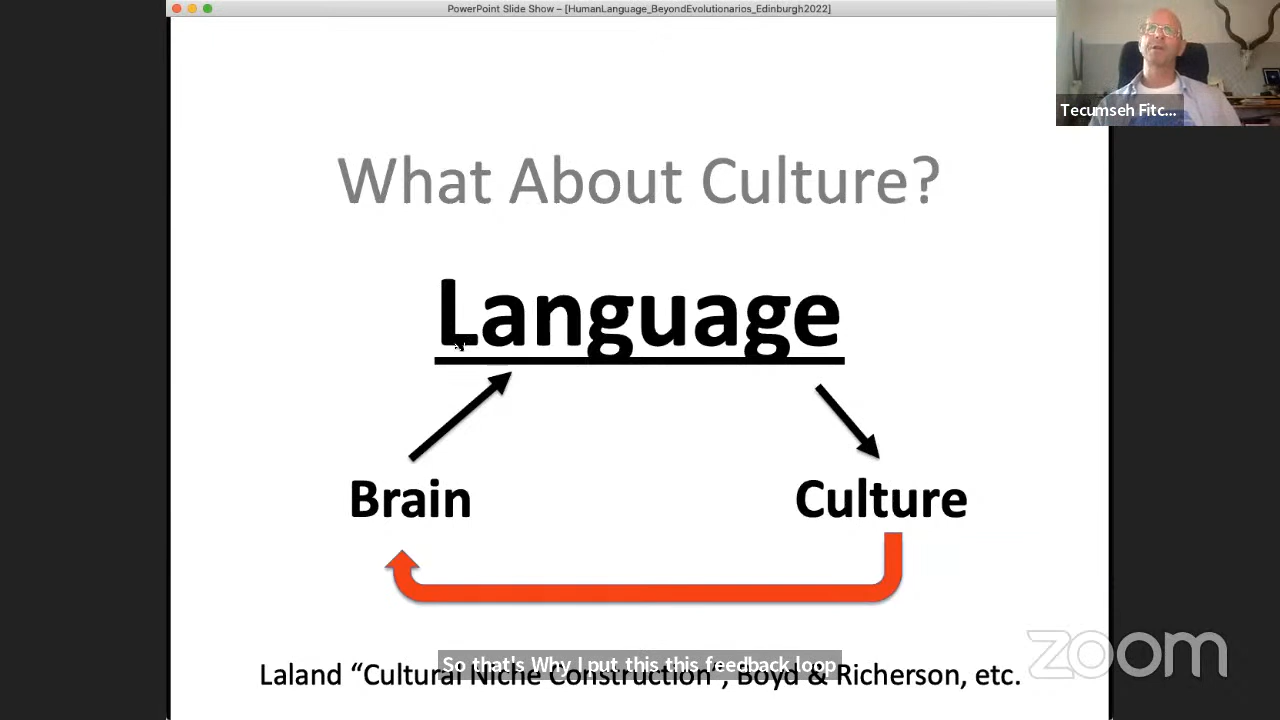 PowerPoint Slide Show – [HumanLanguage_BeyondEvolutionarios_Edinburgh2022]
Tecumseh Fitc...
What About Culture?
Language
Brain
Culture
So that's Why I put this this feedback loop
Laland “Cultural Niche Construction”, Boyd & Richerson, etc.
zoom